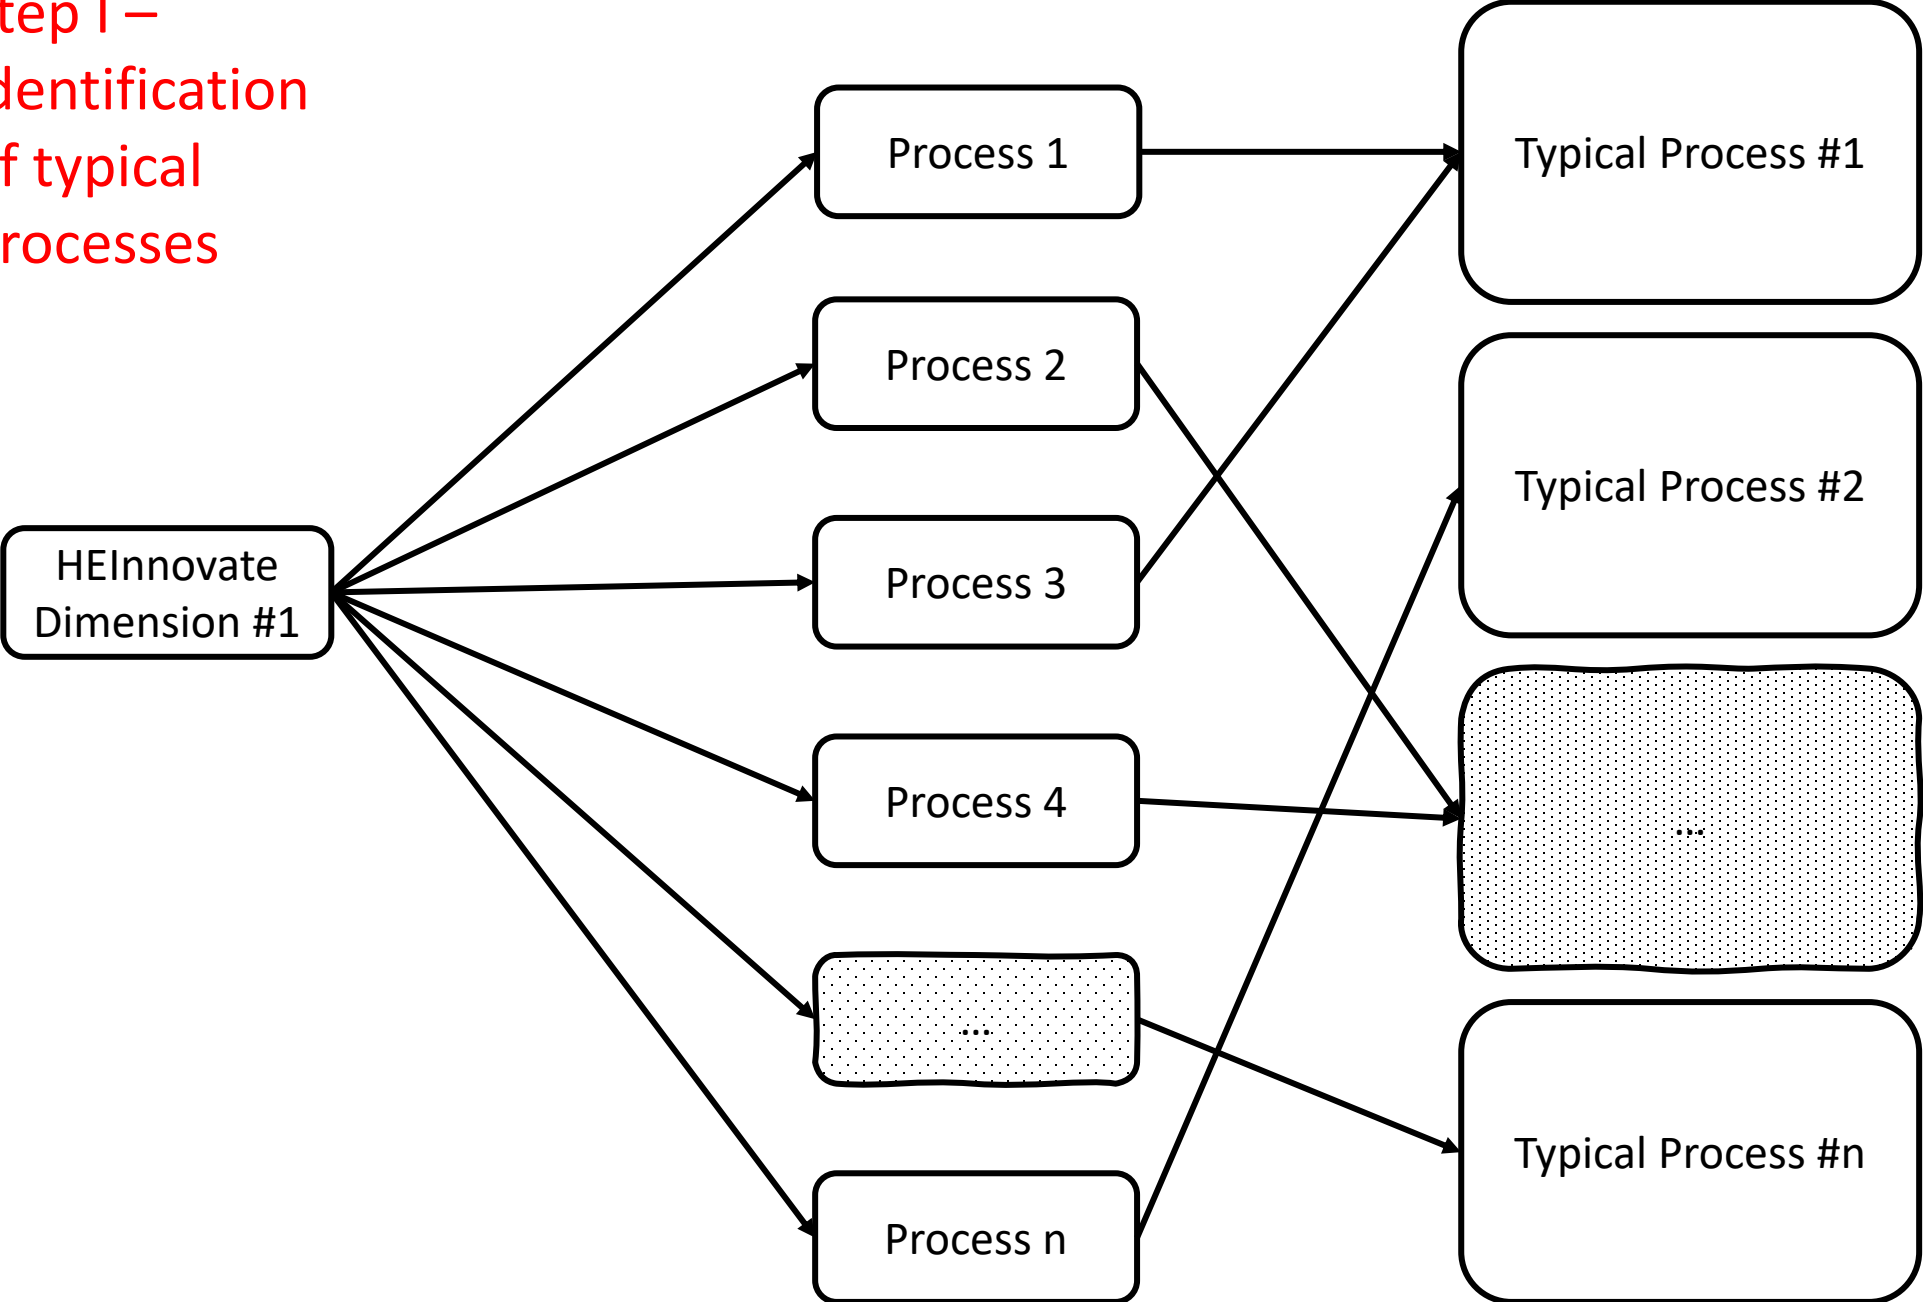 tep I –
dentification
f typical
rocesses
HEInnovate
Dimension #1
Process 1
Process 2
Process 3
Process 4
...
Process n
Typical Process #1
Typical Process #2
...
Typical Process #n